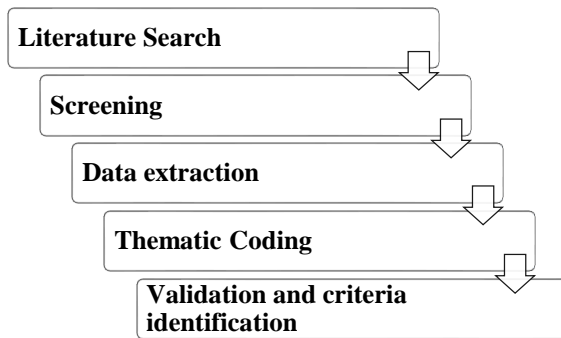 Literature Search
Screening
Data extraction
Thematic Coding
Validation and criteria
identification